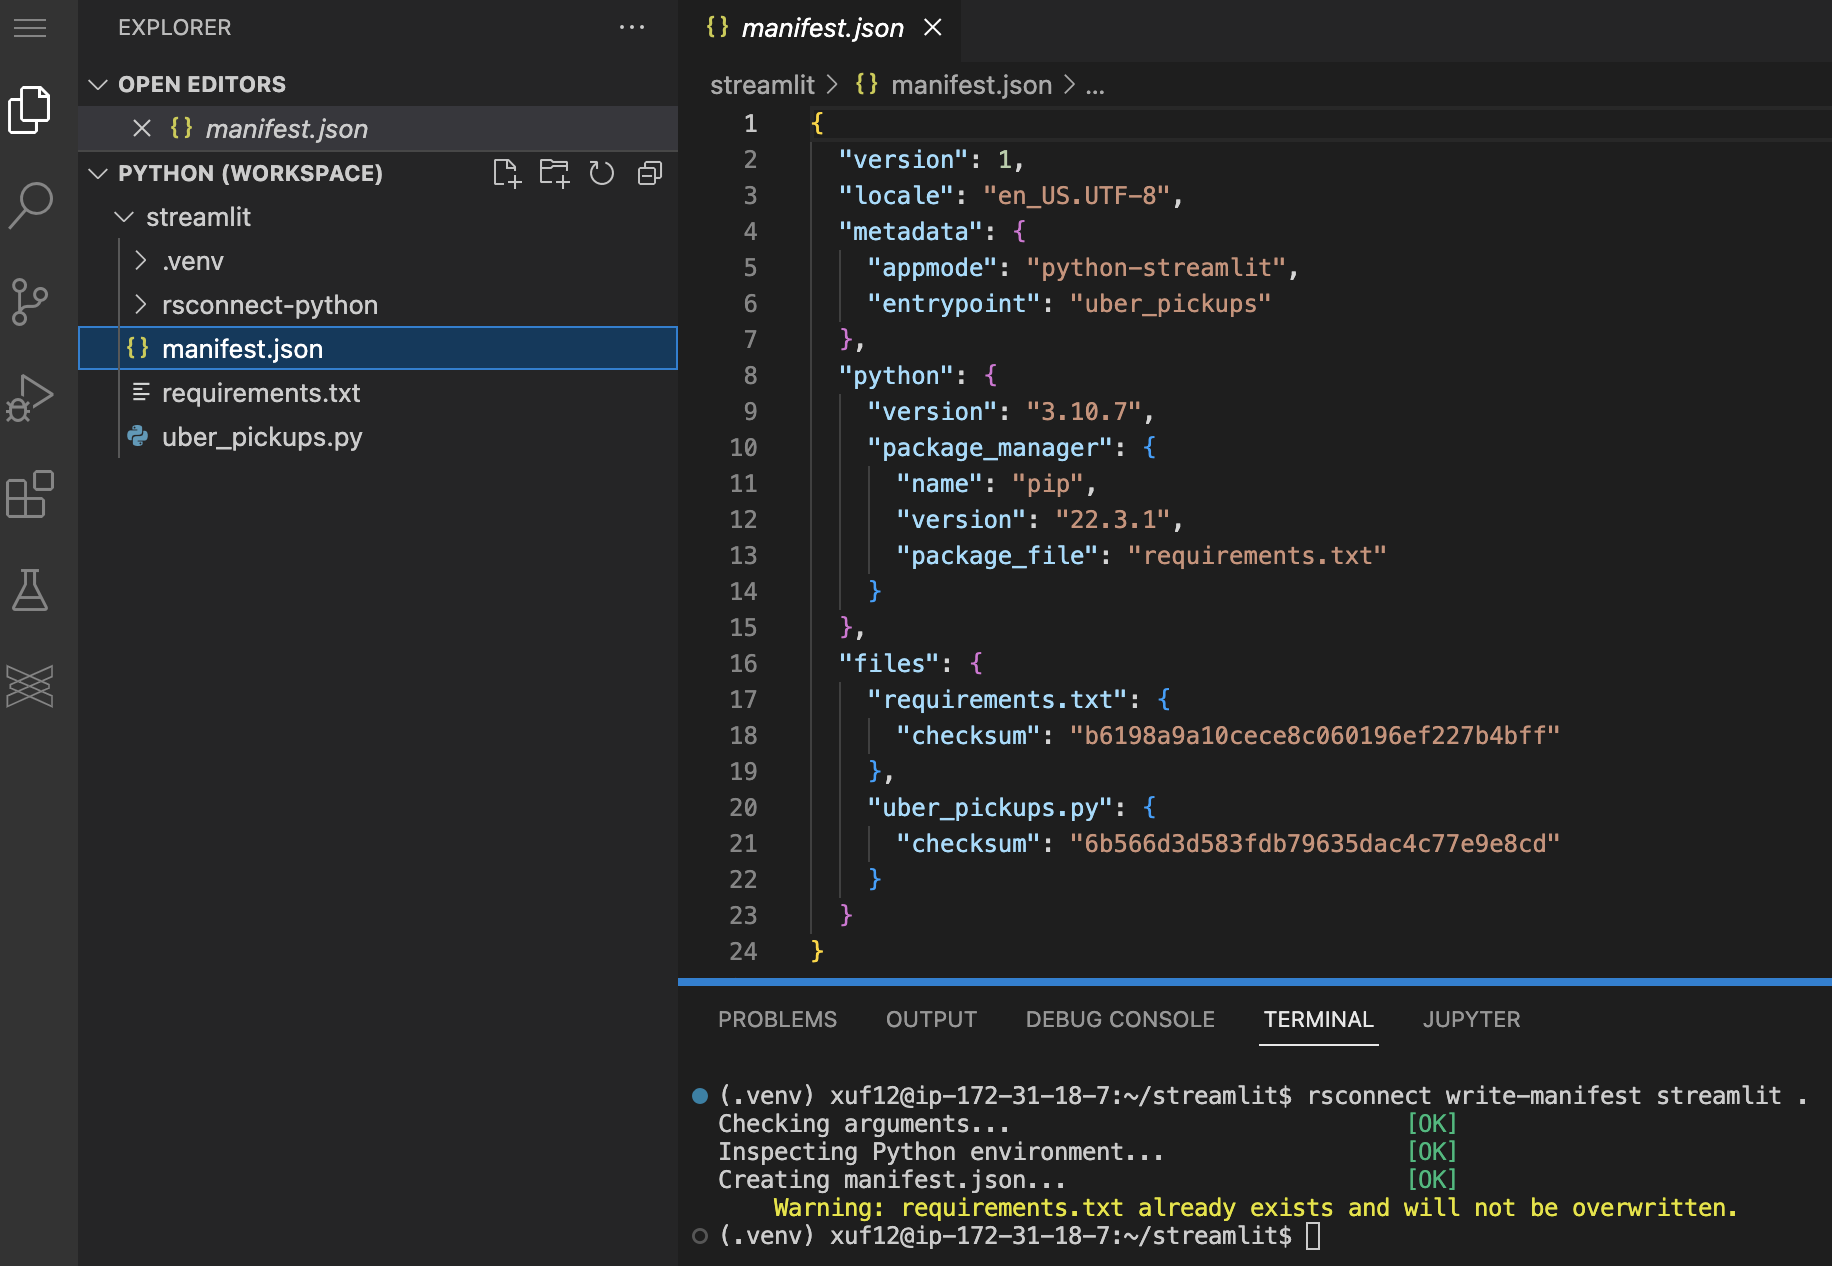 EXPLORER
OPEN EDITORS
{} manifest.json
PYTHON (WORKSPACE)
streamlit
.venv
rsconnect-python
{} manifest.json
requirements.txt
uber_pickups.py
{} manifest.json
streamlit > {} manifest.json > ...
1 {
2 "version": 1,
3 "locale": "en_US.UTF-8",
4 "metadata": {
5 "appmode": "python-streamlit",
6 "entrypoint": "uber_pickups"
7 },
8 "python": {
9 "version": "3.10.7",
10 "package_manager": {
11 "name": "pip",
12 "version": "22.3.1",
13 "package_file": "requirements.txt"
14 }
15 },
16 "files": {
17 "requirements.txt": {
18 "checksum": "b6198a9a10cece8c060196ef227b4bff"
19 },
20 "uber_pickups.py": {
21 "checksum": "6b566d3d583fdb79635dac4c77e9e8cd"
22 }
23 }
24 }
PROBLEMS OUTPUT DEBUG CONSOLE TERMINAL JUPYTER
(.venv) xuf12@ip-172-31-18-7:~/streamlit$ rsconnect write-manifest streamlit .
Checking arguments... [OK]
Inspecting Python environment... [OK]
Creating manifest.json... [OK]
Warning: requirements.txt already exists and will not be overwritten.
(.venv) xuf12@ip-172-31-18-7:~/streamlit$